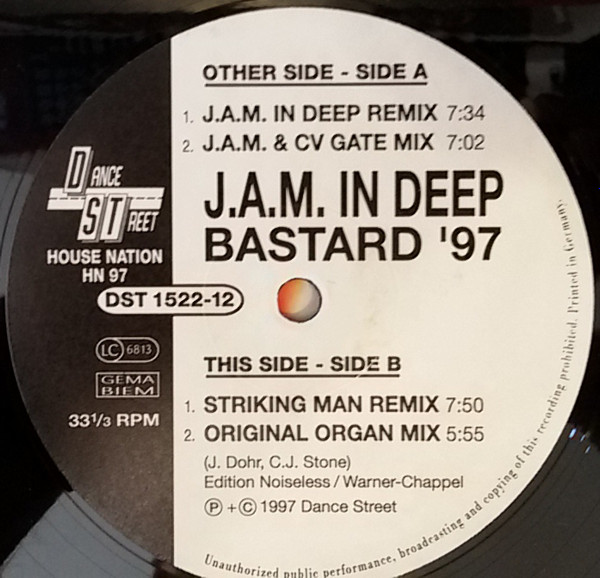 OTHER SIDE - SIDE A
1. J.A.M. IN DEEP REMIX 7:34
2. J.A.M. & CV GATE MIX 7:02
J.A.M. IN DEEP
BASTARD '97
DANCE
STREET
HOUSE NATION
HN 97
DST 1522-12
LC 6813
GEMA
BIEM
33 1/3 RPM
THIS SIDE - SIDE B
1. STRIKING MAN REMIX 7:50
2. ORIGINAL ORGAN MIX 5:55
(J. Dohr, C.J. Stone)
Edition Noiseless / Warner-Chappel
Ⓟ + © 1997 Dance Street
Unauthorized public performance, broadcasting and copying of this recording prohibited. Printed in Germany.